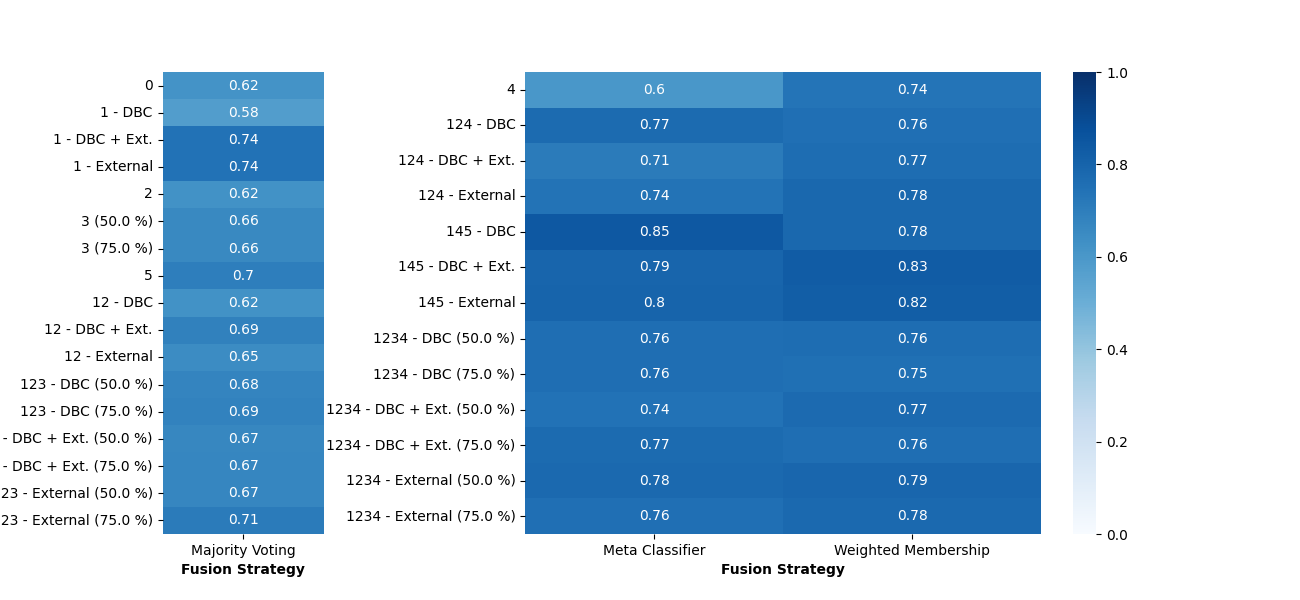 0 0.62
1 - DBC 0.58
1 - DBC + Ext. 0.74
1 - External 0.74
2 0.62
3 (50.0 %) 0.66
3 (75.0 %) 0.66
5 0.7
12 - DBC 0.62
12 - DBC + Ext. 0.69
12 - External 0.65
123 - DBC (50.0 %) 0.68
123 - DBC (75.0 %) 0.69
- DBC + Ext. (50.0 %) 0.67
- DBC + Ext. (75.0 %) 0.67
23 - External (50.0 %) 0.67
23 - External (75.0 %) 0.71
Majority Voting
Fusion Strategy
4 0.6 0.74
124 - DBC 0.77 0.76
124 - DBC + Ext. 0.71 0.77
124 - External 0.74 0.78
145 - DBC 0.85 0.78
145 - DBC + Ext. 0.79 0.83
145 - External 0.8 0.82
1234 - DBC (50.0 %) 0.76 0.76
1234 - DBC (75.0 %) 0.76 0.75
1234 - DBC + Ext. (50.0 %) 0.74 0.77
1234 - DBC + Ext. (75.0 %) 0.77 0.76
1234 - External (50.0 %) 0.78 0.79
1234 - External (75.0 %) 0.76 0.78
Meta Classifier Weighted Membership
Fusion Strategy
1.0
0.8
0.6
0.4
0.2
0.0